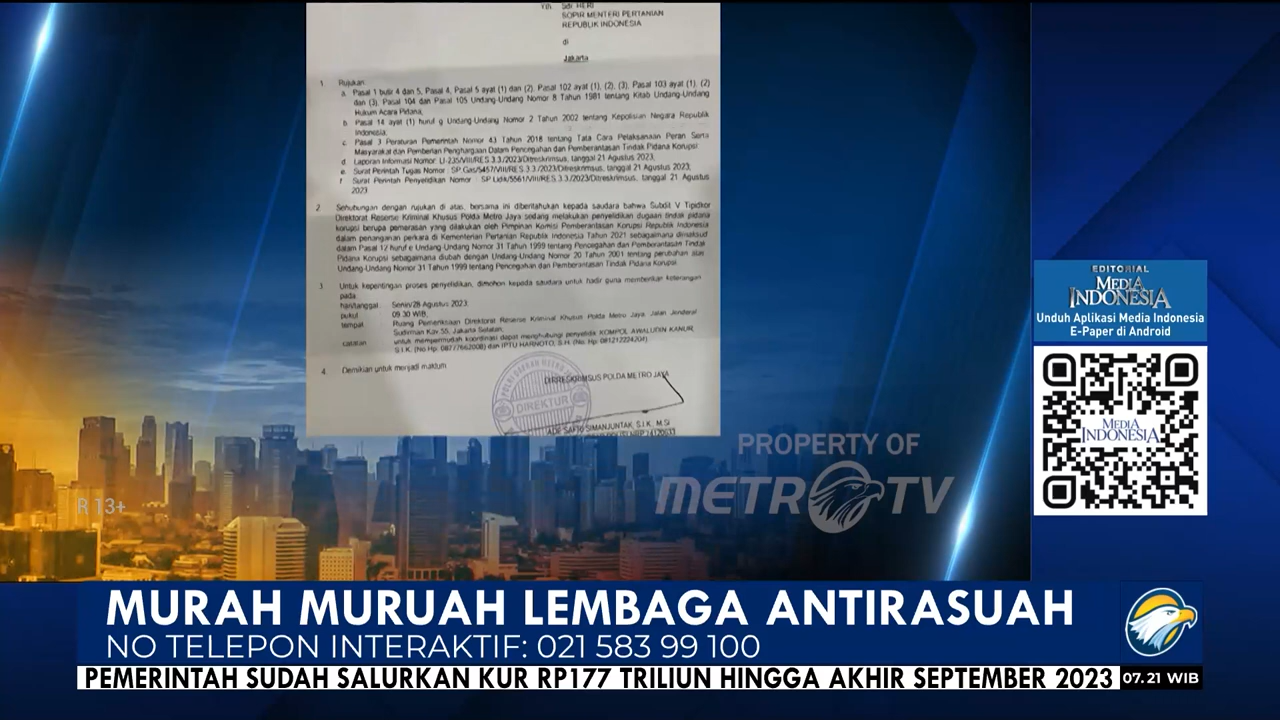 Yth. Sdr. HERI
SOPIR MENTERI PERTANIAN
REPUBLIK INDONESIA
di
Jakarta
1. Rujukan:
a. Pasal 1 butir 4 dan 5, Pasal 4, Pasal 5 ayat (1) dan (2), Pasal 102 ayat (1), (2), (3), Pasal 103 ayat (1), (2)
dan (3), Pasal 104 dan Pasal 105 Undang-Undang Nomor 8 Tahun 1981 tentang Kitab Undang-Undang
Hukum Acara Pidana;
b. Pasal 14 ayat (1) huruf g Undang-Undang Nomor 2 Tahun 2002 tentang Kepolisian Negara Republik
Indonesia;
c. Pasal 3 Peraturan Pemerintah Nomor 43 Tahun 2018 tentang Tata Cara Pelaksanaan Peran Serta
Masyarakat dan Pemberian Penghargaan Dalam Pencegahan dan Pemberantasan Tindak Pidana Korupsi
d. Laporan Informasi Nomor: LI-235/VIII/RES.3.3./2023/Ditreskrimsus, tanggal 21 Agustus 2023;
e. Surat Perintah Tugas Nomor : SP.Gas/5457/VIII/RES.3.3./2023/Ditreskrimsus, tanggal 21 Agustus 2023;
f. Surat Perintah Penyelidikan Nomor : SP.Lidik/5561/VIII/RES.3.3./2023/Ditreskrimsus, tanggal 21 Agustus
2023
2. Sehubungan dengan rujukan di atas, bersama ini diberitahukan kepada saudara bahwa Subdit V Tipidkor
Direktorat Reserse Kriminal Khusus Polda Metro Jaya sedang melakukan penyelidikan dugaan tindak pidana
korupsi berupa pemerasan yang dilakukan oleh Pimpinan Komisi Pemberantasan Korupsi Republik Indonesia
dalam penanganan perkara di Kementerian Pertanian Republik Indonesia Tahun 2021 sebagaimana dimaksud
dalam Pasal 12 huruf e Undang-Undang Nomor 31 Tahun 1999 tentang Pencegahan dan Pemberantasan Tindak
Pidana Korupsi sebagaimana diubah dengan Undang-Undang Nomor 20 Tahun 2001 tentang perubahan atas
Undang-Undang Nomor 31 Tahun 1999 tentang Pencegahan dan Pemberantasan Tindak Pidana Korupsi.
3. Untuk kepentingan proses penyelidikan, dimohon kepada saudara untuk hadir guna memberikan keterangan
pada:
hari/tanggal : Senin/28 Agustus 2023;
pukul : 09.30 WIB;
tempat : Ruang Pemeriksaan Direktorat Reserse Kriminal Khusus Polda Metro Jaya, Jalan Jenderal
Sudirman Kav.55, Jakarta Selatan,
catatan : untuk mempermudah koordinasi dapat menghubungi penyelidik KOMPOL AWALUDIN KANUR,
S.I.K. (No.Hp. 08777662008) dan IPTU HARNOTO, S.H. (No. Hp. 081212224204).
4. Demikian untuk menjadi maklum
DIRRESKRIMSUS POLDA METRO JAYA
DIREKTUR
ADE SAFRI SIMANJUNTAK, S.I.K., M.Si
EDITORIAL
MEDIA
INDONESIA
Unduh Aplikasi Media Indonesia
E-Paper di Android
MEDIA
INDONESIA
PROPERTY OF
METRO TV
R 13+
MURAH MURUAH LEMBAGA ANTIRASUAH
NO TELEPON INTERAKTIF: 021 583 99 100
PEMERINTAH SUDAH SALURKAN KUR RP177 TRILIUN HINGGA AKHIR SEPTEMBER 2023
07.21 WIB